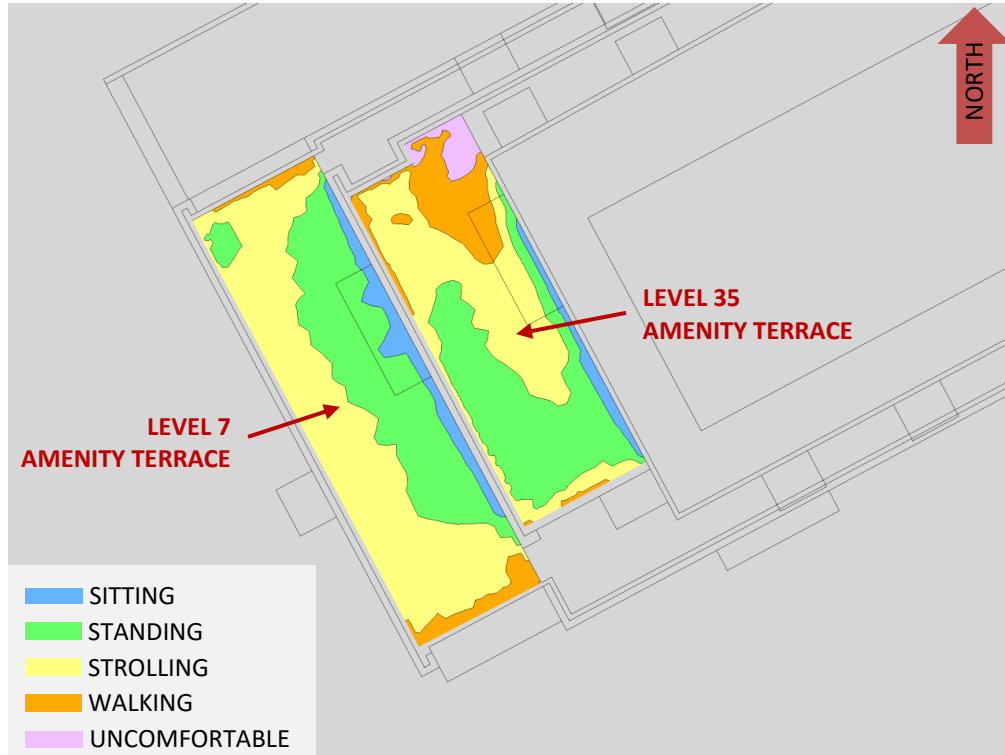 NORTH
LEVEL 35
AMENITY TERRACE
LEVEL 7
AMENITY TERRACE
SITTING
STANDING
STROLLING
WALKING
UNCOMFORTABLE